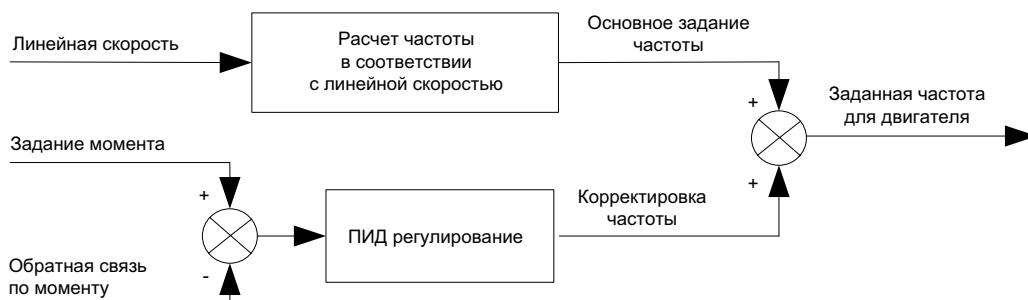 Линейная скорость
Расчет частоты
в соответствии
с линейной скоростью
Основное задание
частоты
+
Заданная частота
для двигателя
Задание момента
+
+
ПИД регулирование
Корректировка
частоты
Обратная связь
по моменту
-